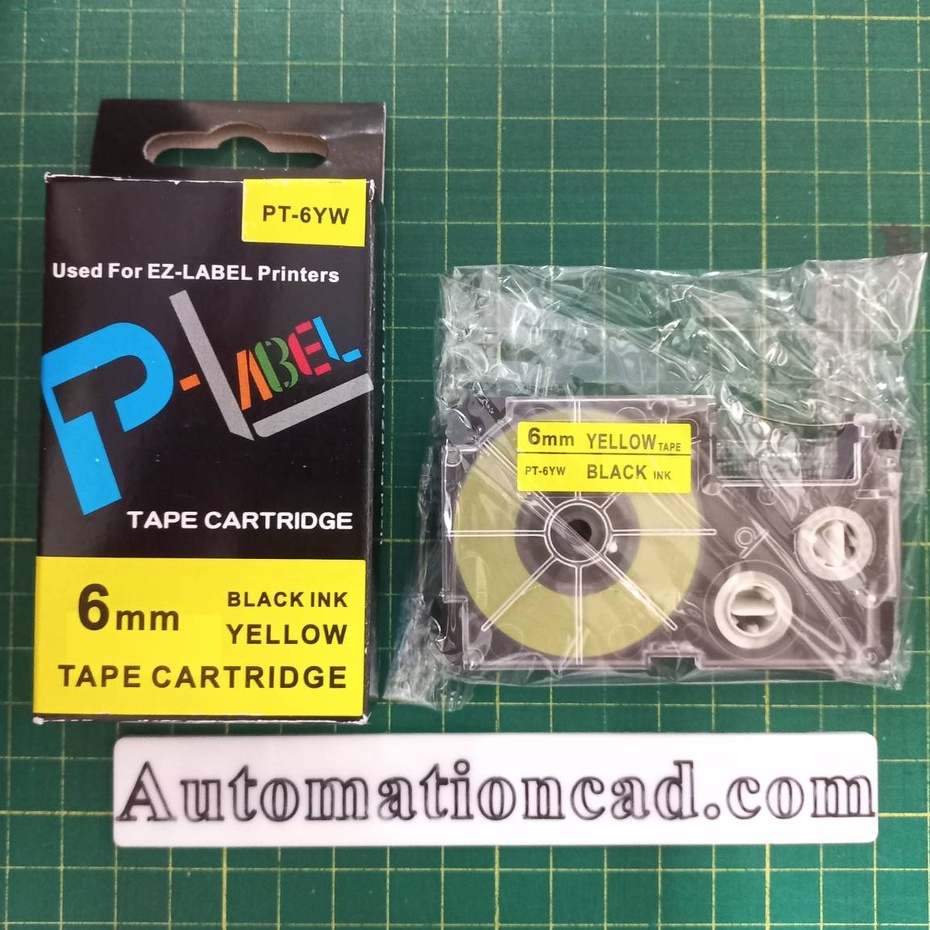 PT-6YW
Used For EZ-LABEL Printers
P-LABEL
TAPE CARTRIDGE
6mm
BLACK INK
YELLOW
TAPE CARTRIDGE
6mm YELLOW TAPE
PT-6YW BLACK INK
Automationcad.com